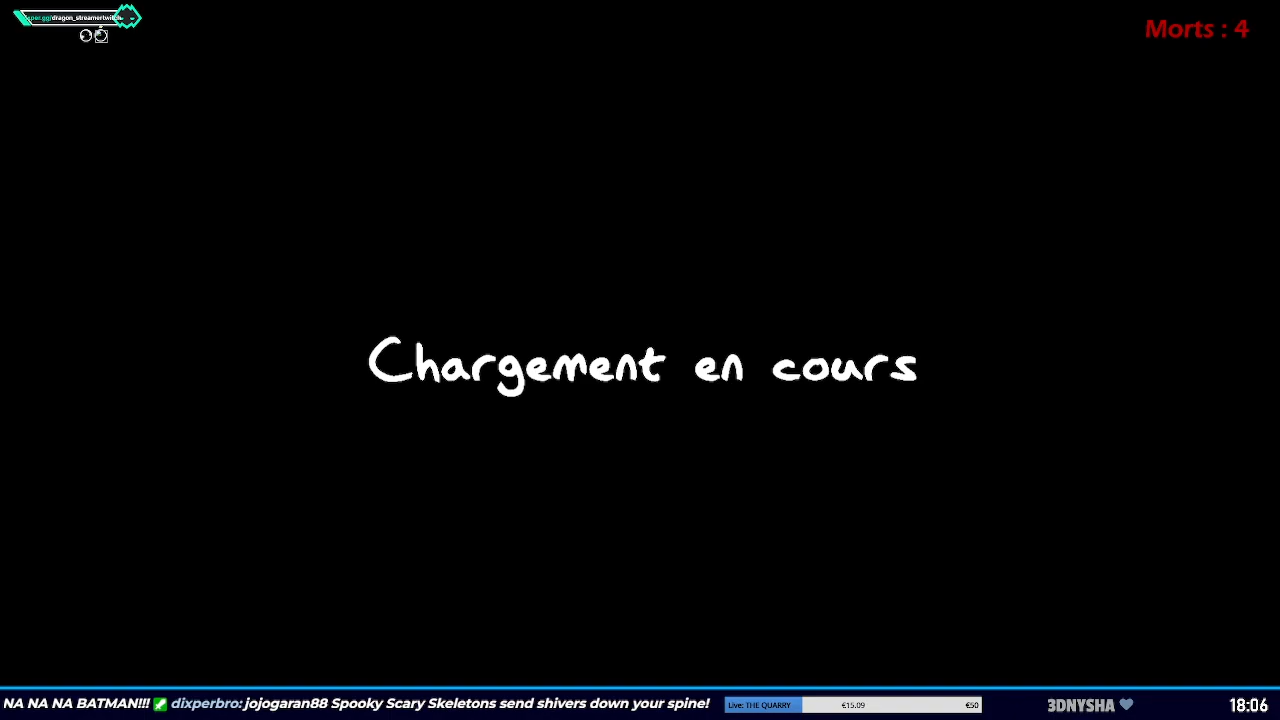 Morts : 4
Chargement en cours
NA NA NA BATMAN!!! dixperbro: jojogaran88 Spooky Scary Skeletons send shivers down your spine!
Live: THE QUARRY €15.09 €50
3DNYSHA
18:06